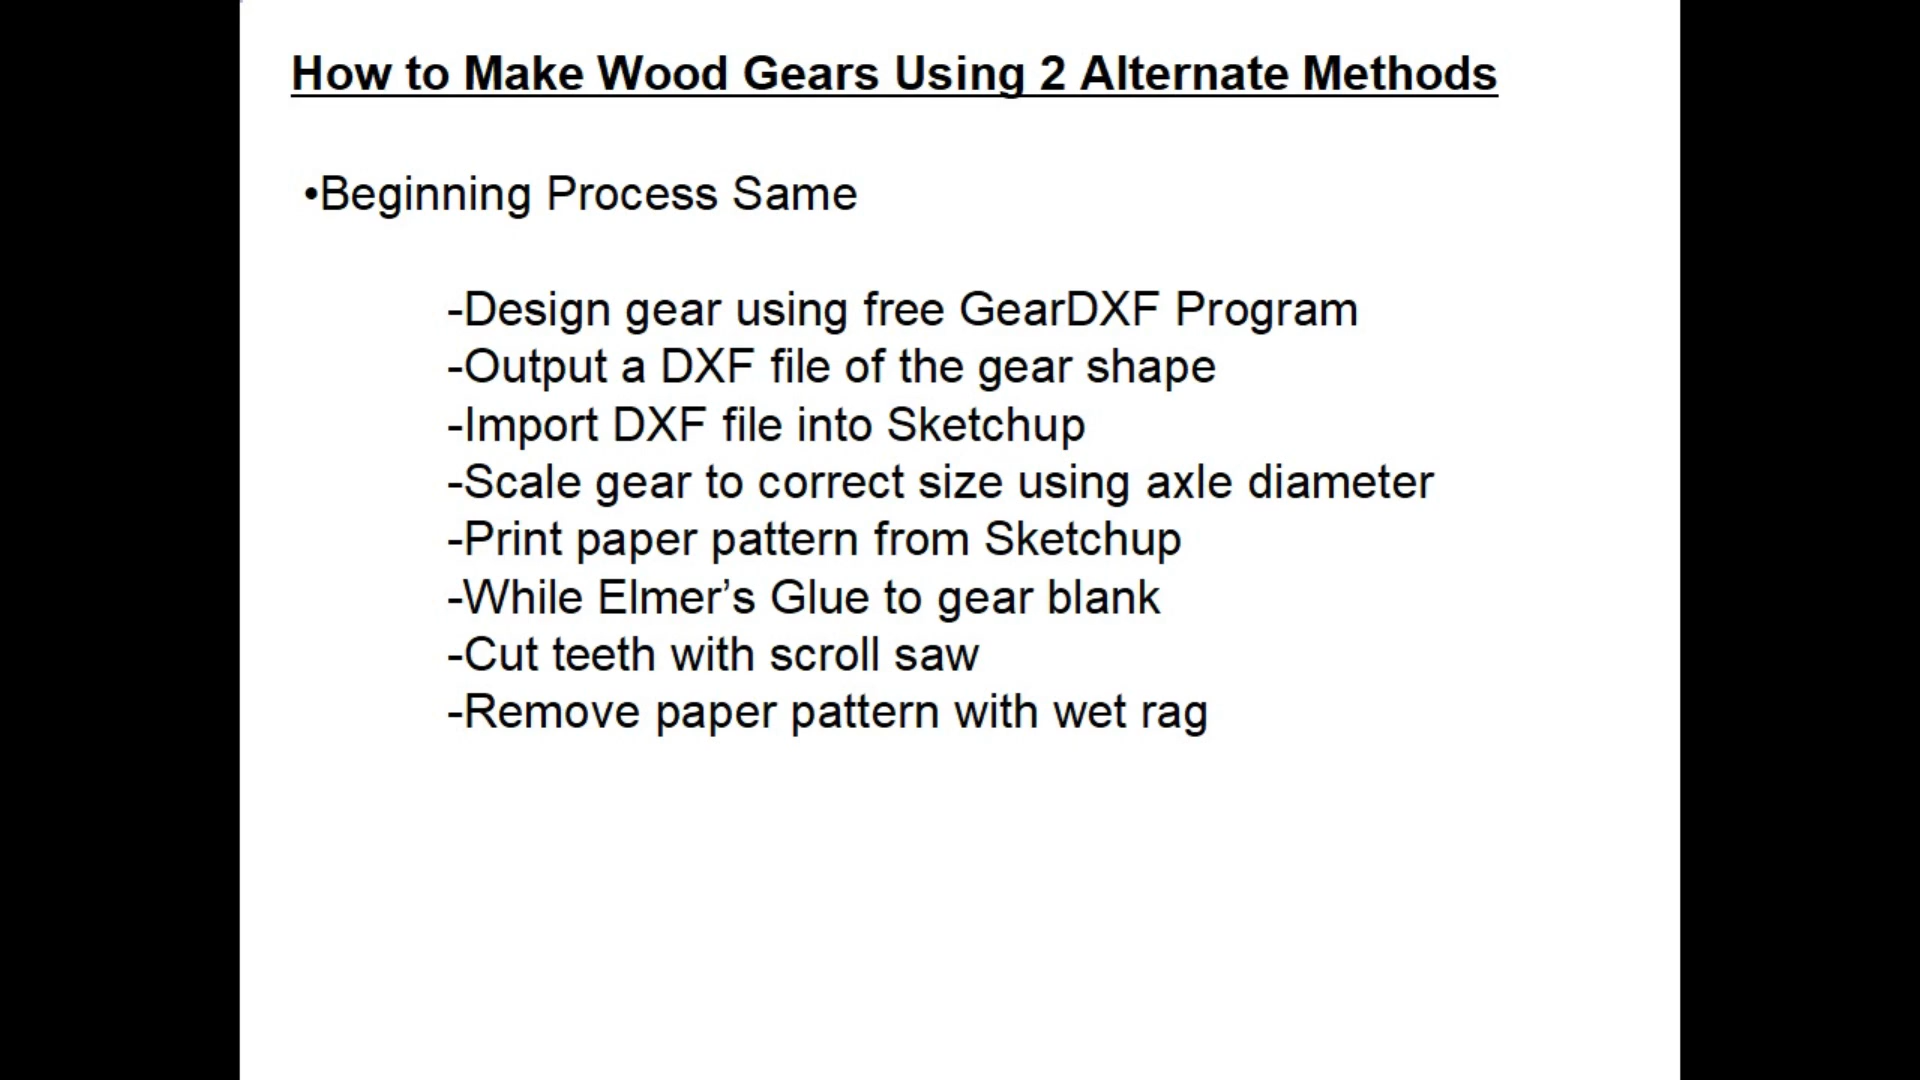 How to Make Wood Gears Using 2 Alternate Methods
•Beginning Process Same
-Design gear using free GearDXF Program
-Output a DXF file of the gear shape
-Import DXF file into Sketchup
-Scale gear to correct size using axle diameter
-Print paper pattern from Sketchup
-While Elmer’s Glue to gear blank
-Cut teeth with scroll saw
-Remove paper pattern with wet rag